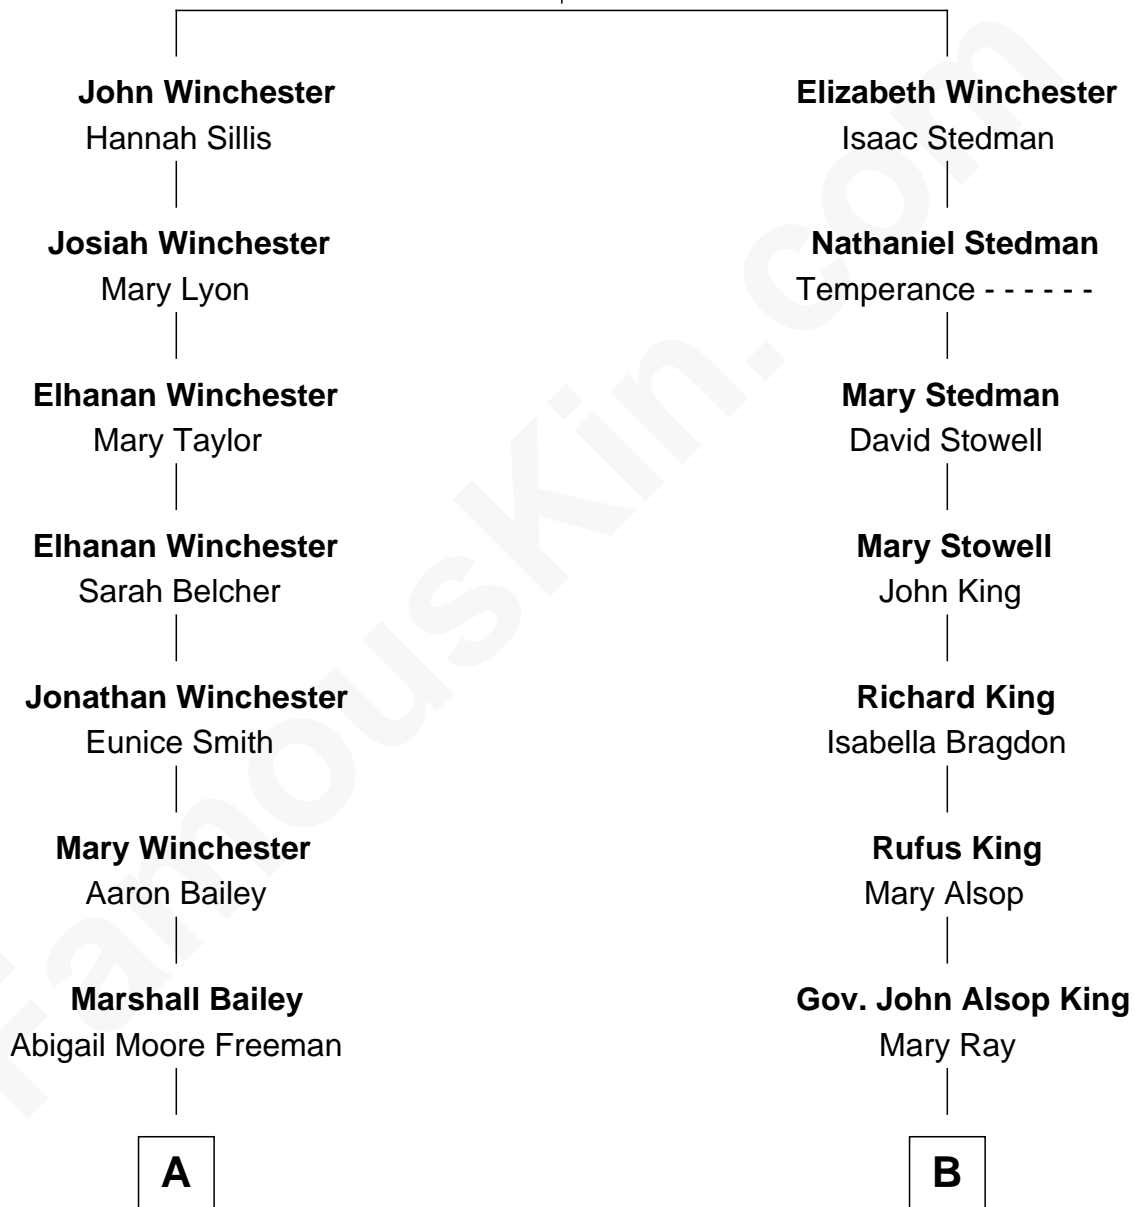 John Winchester
Hannah Sillis
Josiah Winchester
Mary Lyon
Elhanan Winchester
Mary Taylor
Elhanan Winchester
Sarah Belcher
Jonathan Winchester
Eunice Smith
Mary Winchester
Aaron Bailey
Marshall Bailey
Abigail Moore Freeman
A
Elizabeth Winchester
Isaac Stedman
Nathaniel Stedman
Temperance - - - - - -
Mary Stedman
David Stowell
Mary Stowell
John King
Richard King
Isabella Bragdon
Rufus King
Mary Alsop
Gov. John Alsop King
Mary Ray
B
FamousKin.com